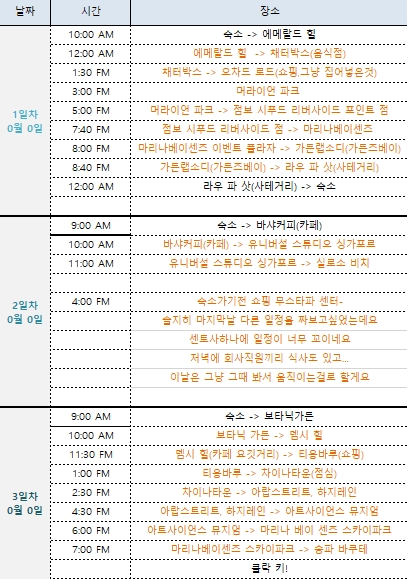 날짜 시간 장소
10:00 AM 숙소 -> 에메랄드 힐
12:00 AM 에메랄드 힐 -> 채터박스(음식점)
1:30 PM 채터박스 -> 오차드 로드(쇼핑,그냥 집어넣은것)
3:00 PM 머라이언 파크
1일차
0월 0일
5:00 PM 머라이언 파크 -> 점보 시푸드 리버사이드 포인트 점
7:40 PM 점보 시푸드 리버사이드 점 -> 마리나베이센즈
8:00 PM 마리나베이센즈 이벤트 플라자 -> 가든랩소디(가든즈베이)
8:40 PM 가든랩소디(가든즈베이) -> 라우 파 삿(사테거리)
12:00 AM 라우 파 삿(사테거리) -> 숙소
9:00 AM 숙소 -> 바샤커피(카페)
10:00 AM 바샤커피(카페) -> 유니버설 스튜디오 싱가포르
11:00 AM 유니버설 스튜디오 싱가포르 -> 실로소 비치
2일차
0월 0일
4:00 PM 숙소가기전 쇼핑 무스타파 센터-
솔직히 마지막날 다른 일정을 짜보고싶었는데요
센토사하나에 일정이 너무 꼬이네요
저녁에 회사직원끼리 식사도 있고...
이날은 그냥 그때 봐서 움직이는걸로 할게요
9:00 AM 숙소 -> 보타닉가든
10:00 AM 보타닉 가든 -> 뎀시 힐
11:30 PM 뎀시 힐(카페 요깃거리) -> 티옹바루(쇼핑)
1:00 PM 티옹바루 -> 차이나타운(점심)
3일차
0월 0일
2:30 PM 차이나타운 -> 아랍스트리트, 하지레인
4:30 PM 아랍스트리트, 하지레인 -> 아트사이언스 뮤지엄
6:00 PM 아트사이언스 뮤지엄 -> 마리나 베이 센즈 스카이파크
7:00 PM 마리나베이센즈 스카이파크 -> 송파 바쿠테
클락 키!